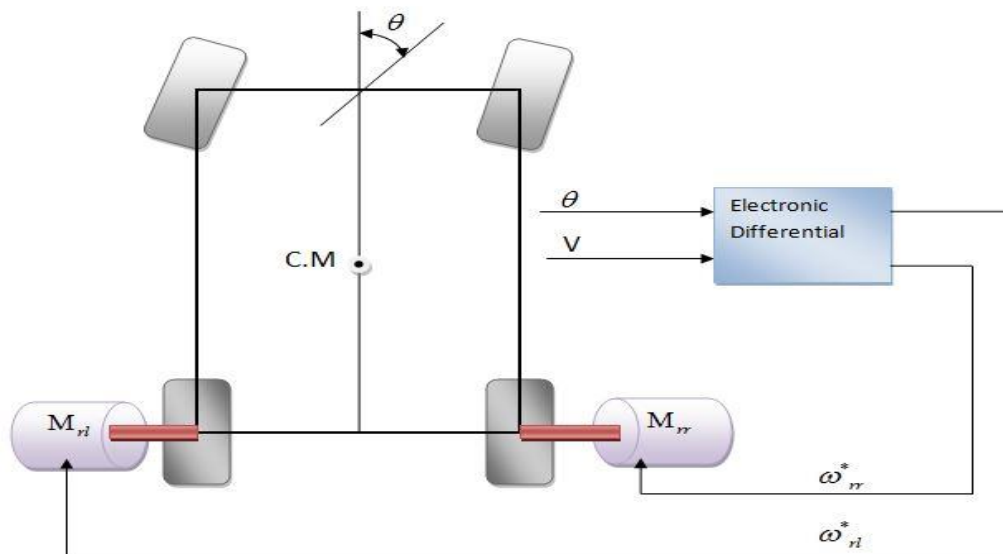 θ
θ
Electronic
Differential
V
C.M
M_rl
M_rr
ω*_rr
ω*_rl